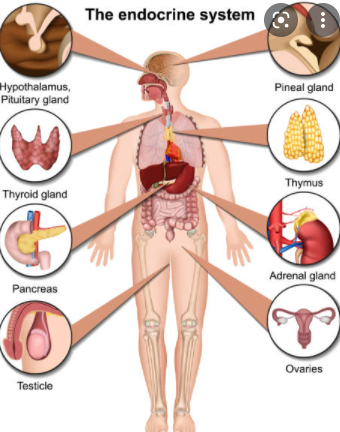 The endocrine system
Hypothalamus,
Pituitary gland
Pineal gland
Thyroid gland
Thymus
Pancreas
Adrenal gland
Testicle
Ovaries